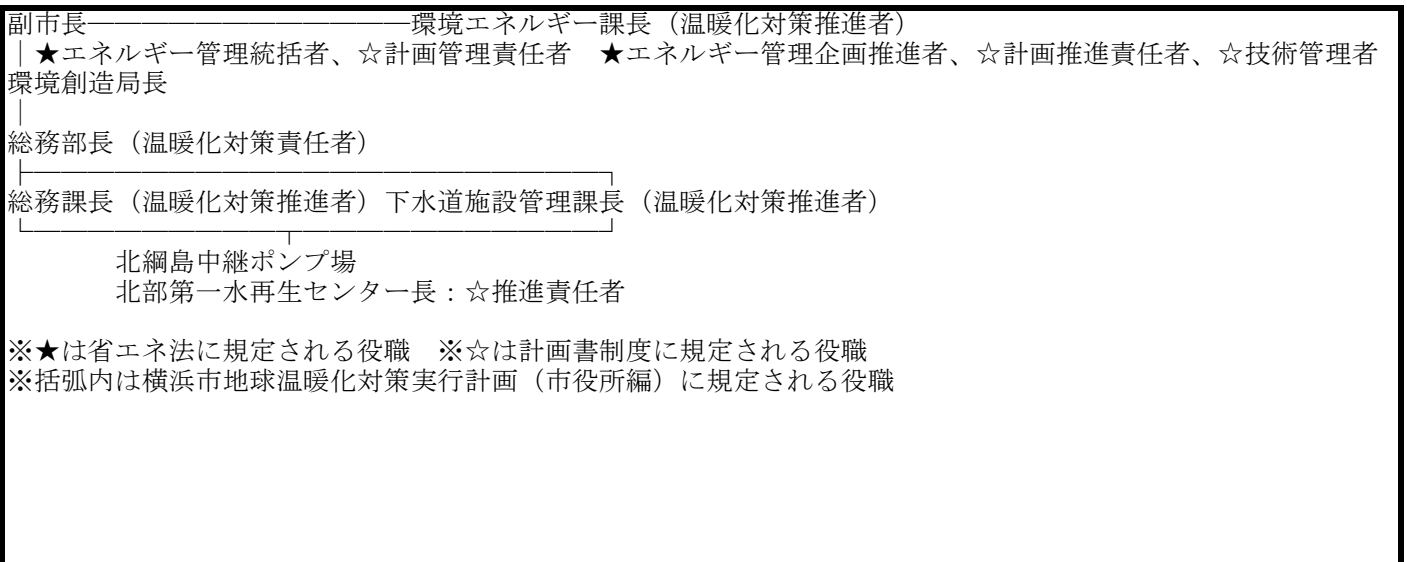 副市長――――――――――――環境エネルギー課長（温暖化対策推進者）
｜★エネルギー管理統括者、☆計画管理責任者　★エネルギー管理企画推進者、☆計画推進責任者、☆技術管理者
環境創造局長
｜
総務部長（温暖化対策責任者）
├─────────────────────┐
総務課長（温暖化対策推進者）下水道施設管理課長（温暖化対策推進者）
└─────────┬───────────┘
　　　　北綱島中継ポンプ場
　　　　北部第一水再生センター長：☆推進責任者
※★は省エネ法に規定される役職　※☆は計画書制度に規定される役職
※括弧内は横浜市地球温暖化対策実行計画（市役所編）に規定される役職